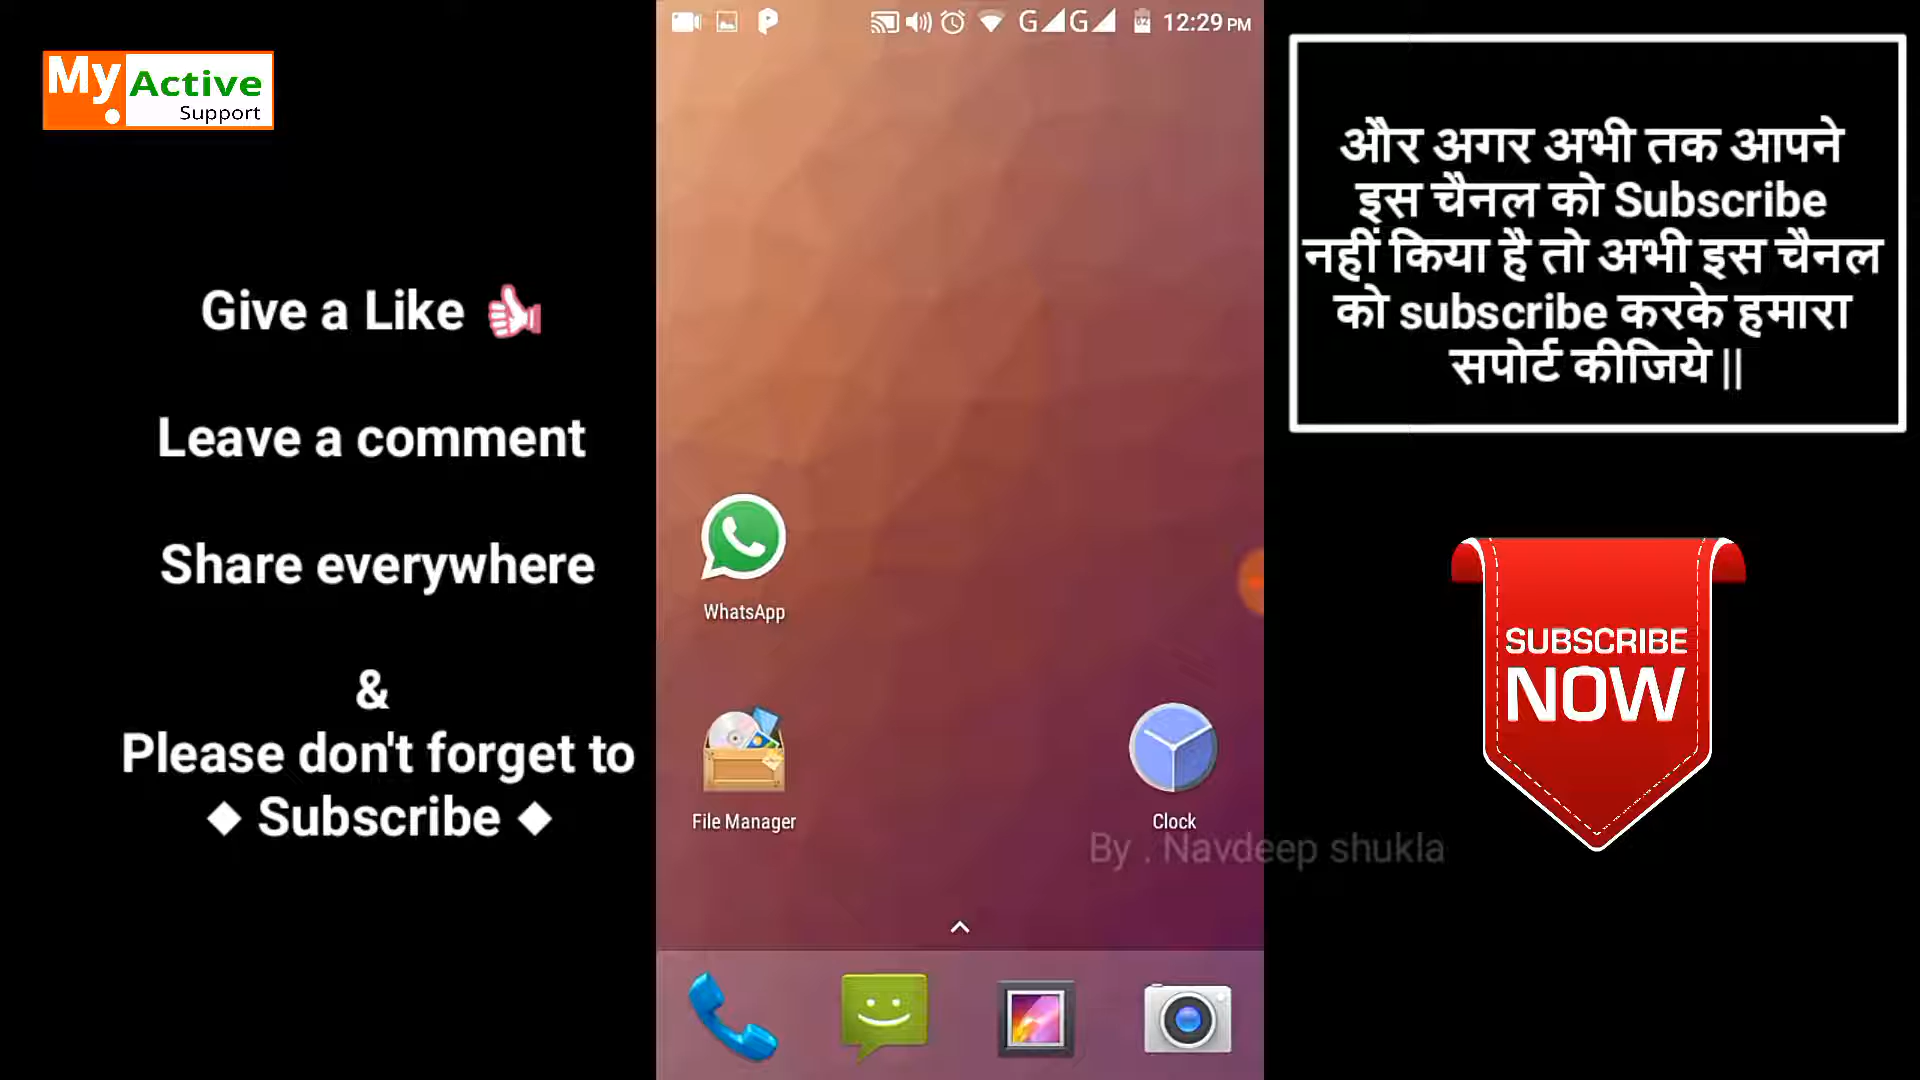 My Active
Support
Give a Like
Leave a comment
Share everywhere
&
Please don't forget to
◆ Subscribe ◆
G G 62 12:29 PM
WhatsApp
File Manager
Clock
By . Navdeep shukla
और अगर अभी तक आपने
इस चैनल को Subscribe
नहीं किया है तो अभी इस चैनल
को subscribe करके हमारा
सपोर्ट कीजिये ||
SUBSCRIBE
NOW